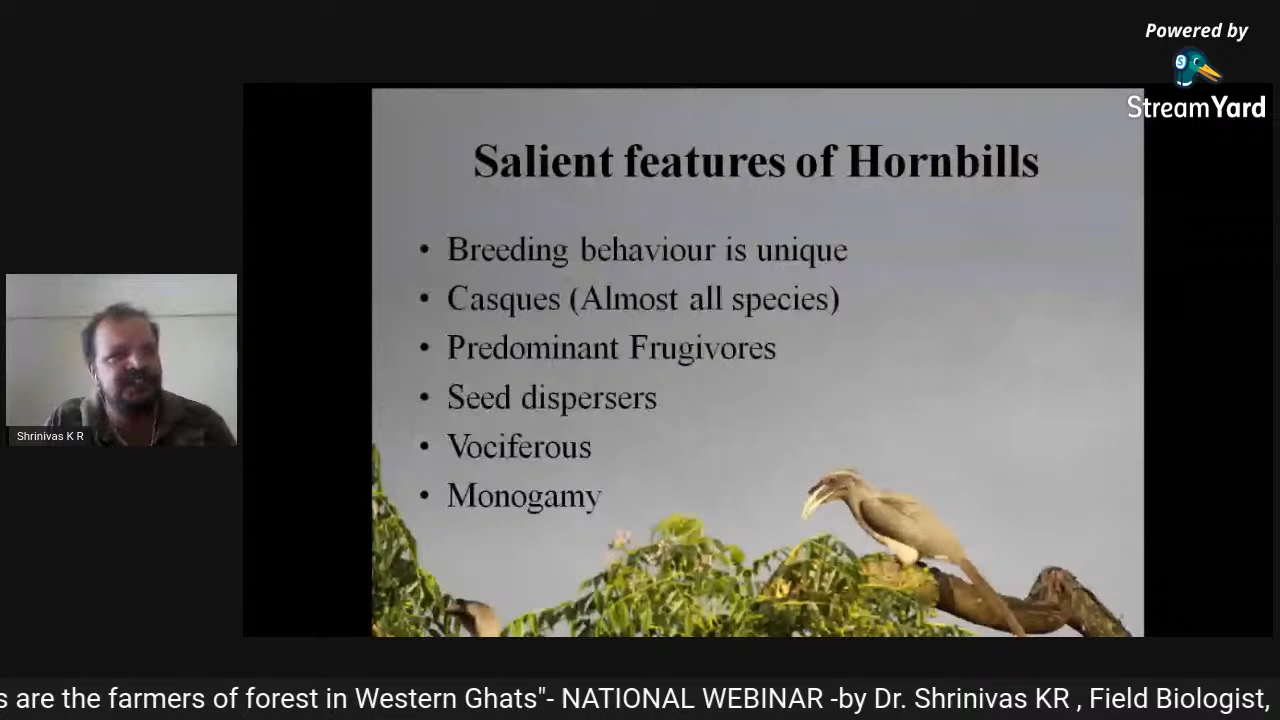 Powered by
StreamYard
Salient features of Hornbills
• Breeding behaviour is unique
• Casques (Almost all species)
• Predominant Frugivores
• Seed dispersers
• Vociferous
• Monogamy
Shrinivas K R
s are the farmers of forest in Western Ghats"- NATIONAL WEBINAR -by Dr. Shrinivas KR , Field Biologist,